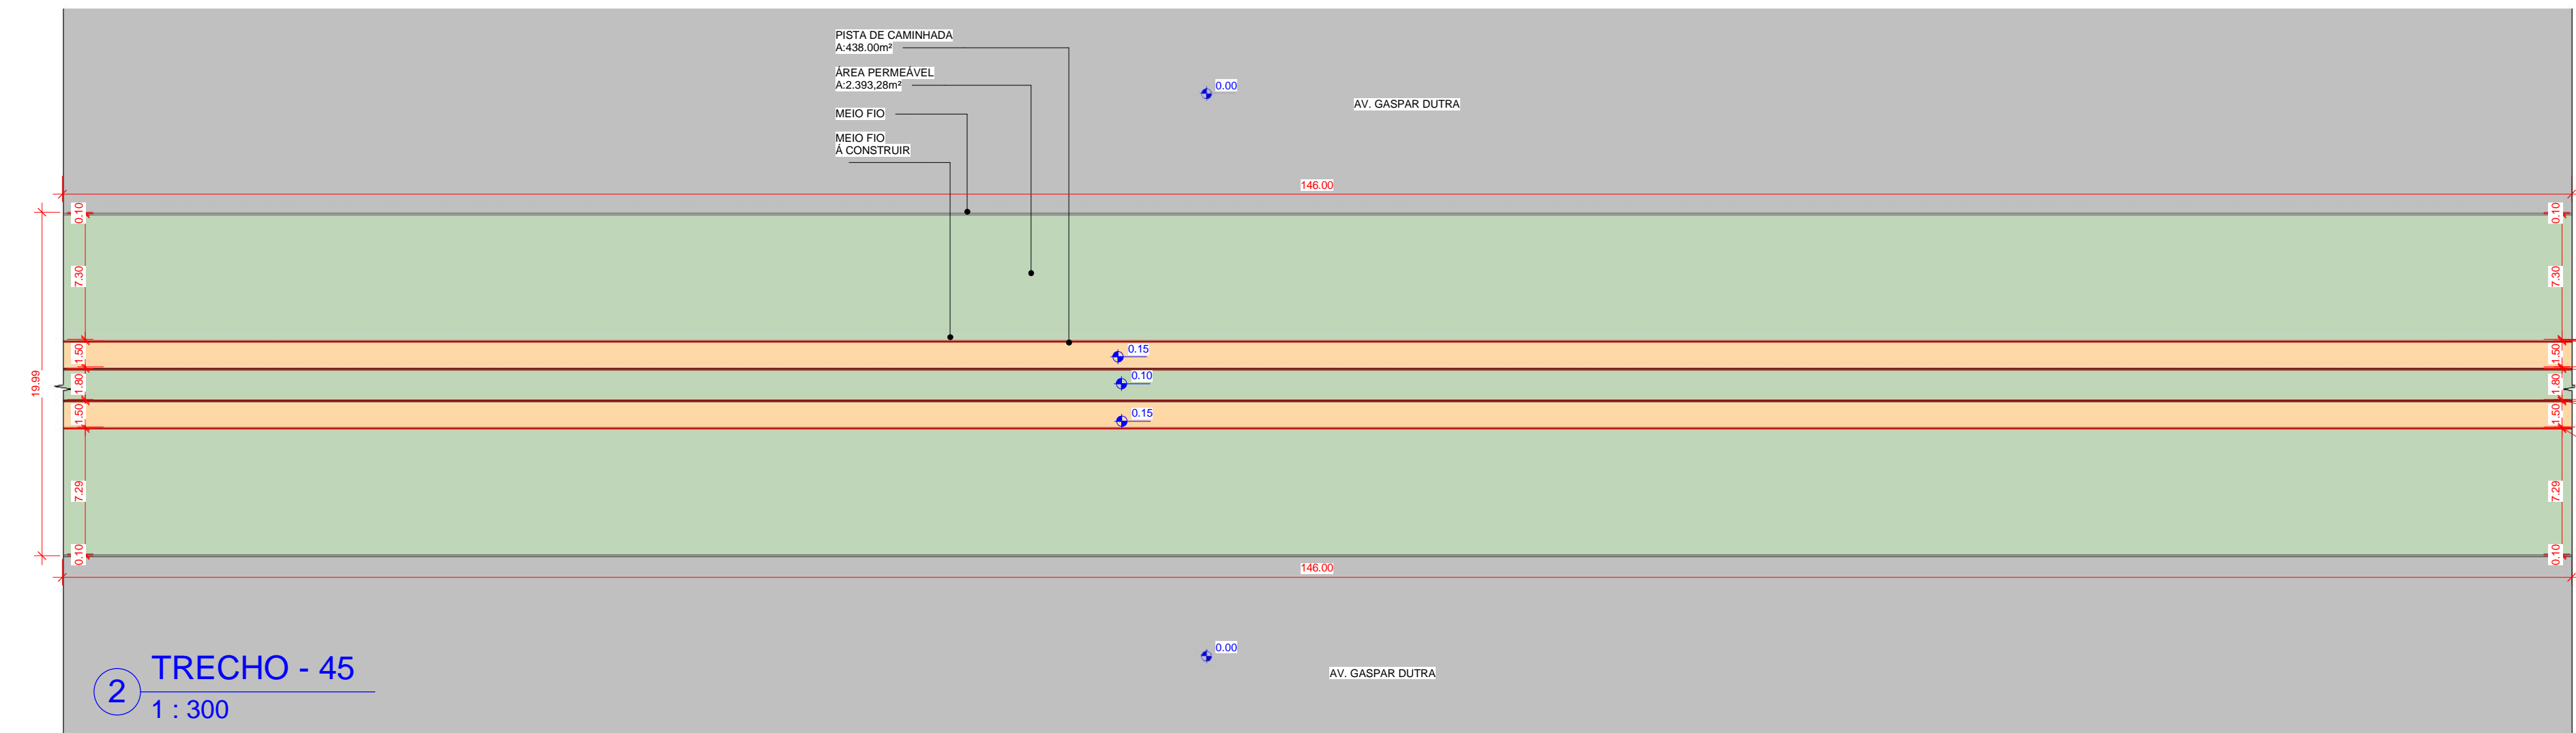 PISTA DE CAMINHADA
A:438.00m²
ÁREA PERMEÁVEL
A:2.393,28m²
MEIO FIO
MEIO FIO
Á CONSTRUIR
0.00
AV. GASPAR DUTRA
146.00
0.10
7.30
1.50
1.80
1.50
7.29
0.10
19.99
0.15
0.10
0.15
0.10
7.30
1.50
1.80
1.50
7.29
0.10
146.00
0.00
AV. GASPAR DUTRA
2
TRECHO - 45
1 : 300